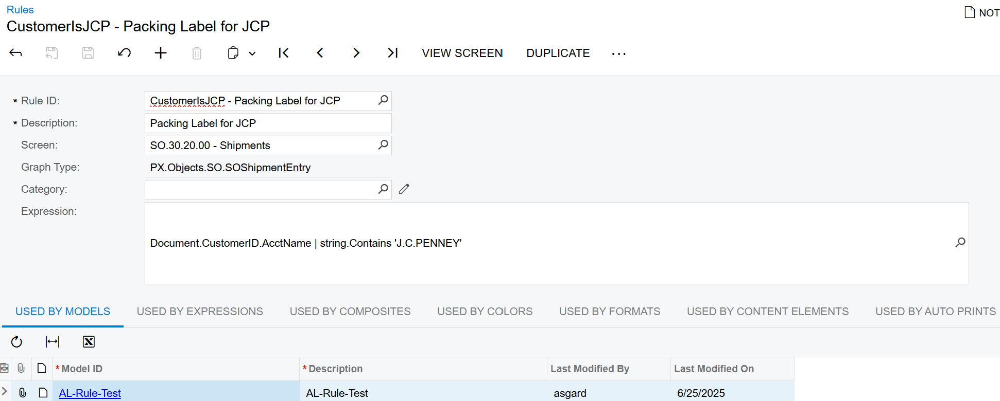 Rules
NOT
CustomerIsJCP - Packing Label for JCP
VIEW SCREEN DUPLICATE ...
* Rule ID: CustomerIsJCP - Packing Label for JCP
* Description: Packing Label for JCP
Screen: SO.30.20.00 - Shipments
Graph Type: PX.Objects.SO.SOShipmentEntry
Category:
Expression: Document.CustomerID.AcctName | string.Contains 'J.C.PENNEY'
USED BY MODELS USED BY EXPRESSIONS USED BY COMPOSITES USED BY COLORS USED BY FORMATS USED BY CONTENT ELEMENTS USED BY AUTO PRINTS
* Model ID * Description Last Modified By Last Modified On
AL-Rule-Test AL-Rule-Test asgard 6/25/2025